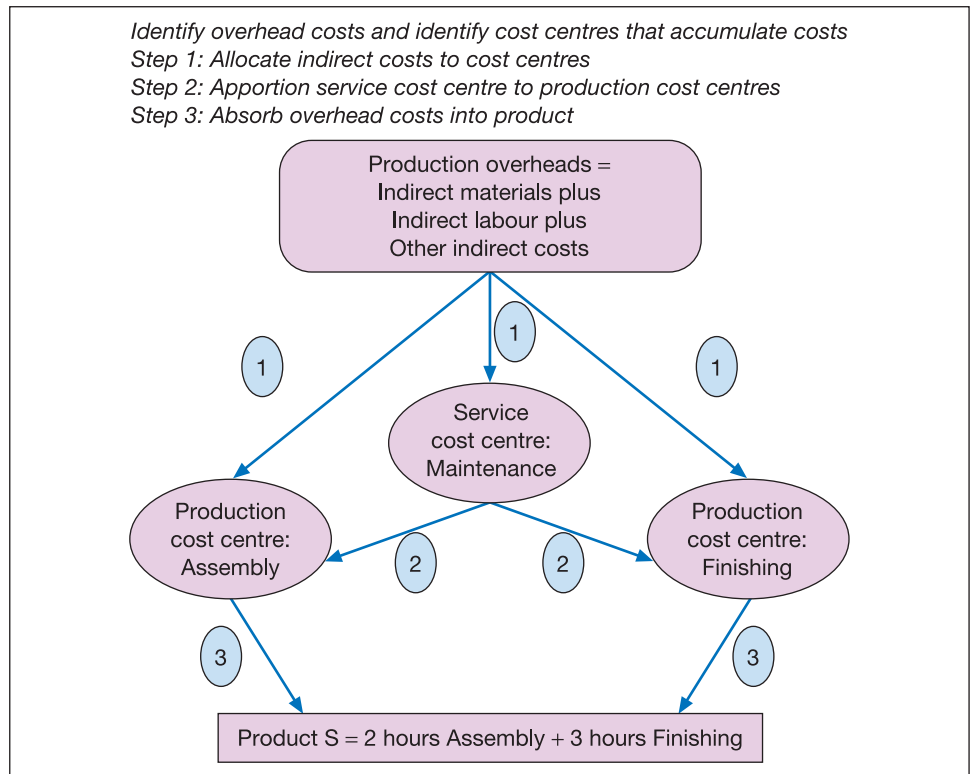 Identify overhead costs and identify cost centres that accumulate costs
Step 1: Allocate indirect costs to cost centres
Step 2: Apportion service cost centre to production cost centres
Step 3: Absorb overhead costs into product
Production overheads =
Indirect materials plus
Indirect labour plus
Other indirect costs
1
1
1
Service
cost centre:
Maintenance
Production
cost centre:
Assembly
Production
cost centre:
Finishing
2
2
3
3
Product S = 2 hours Assembly + 3 hours Finishing